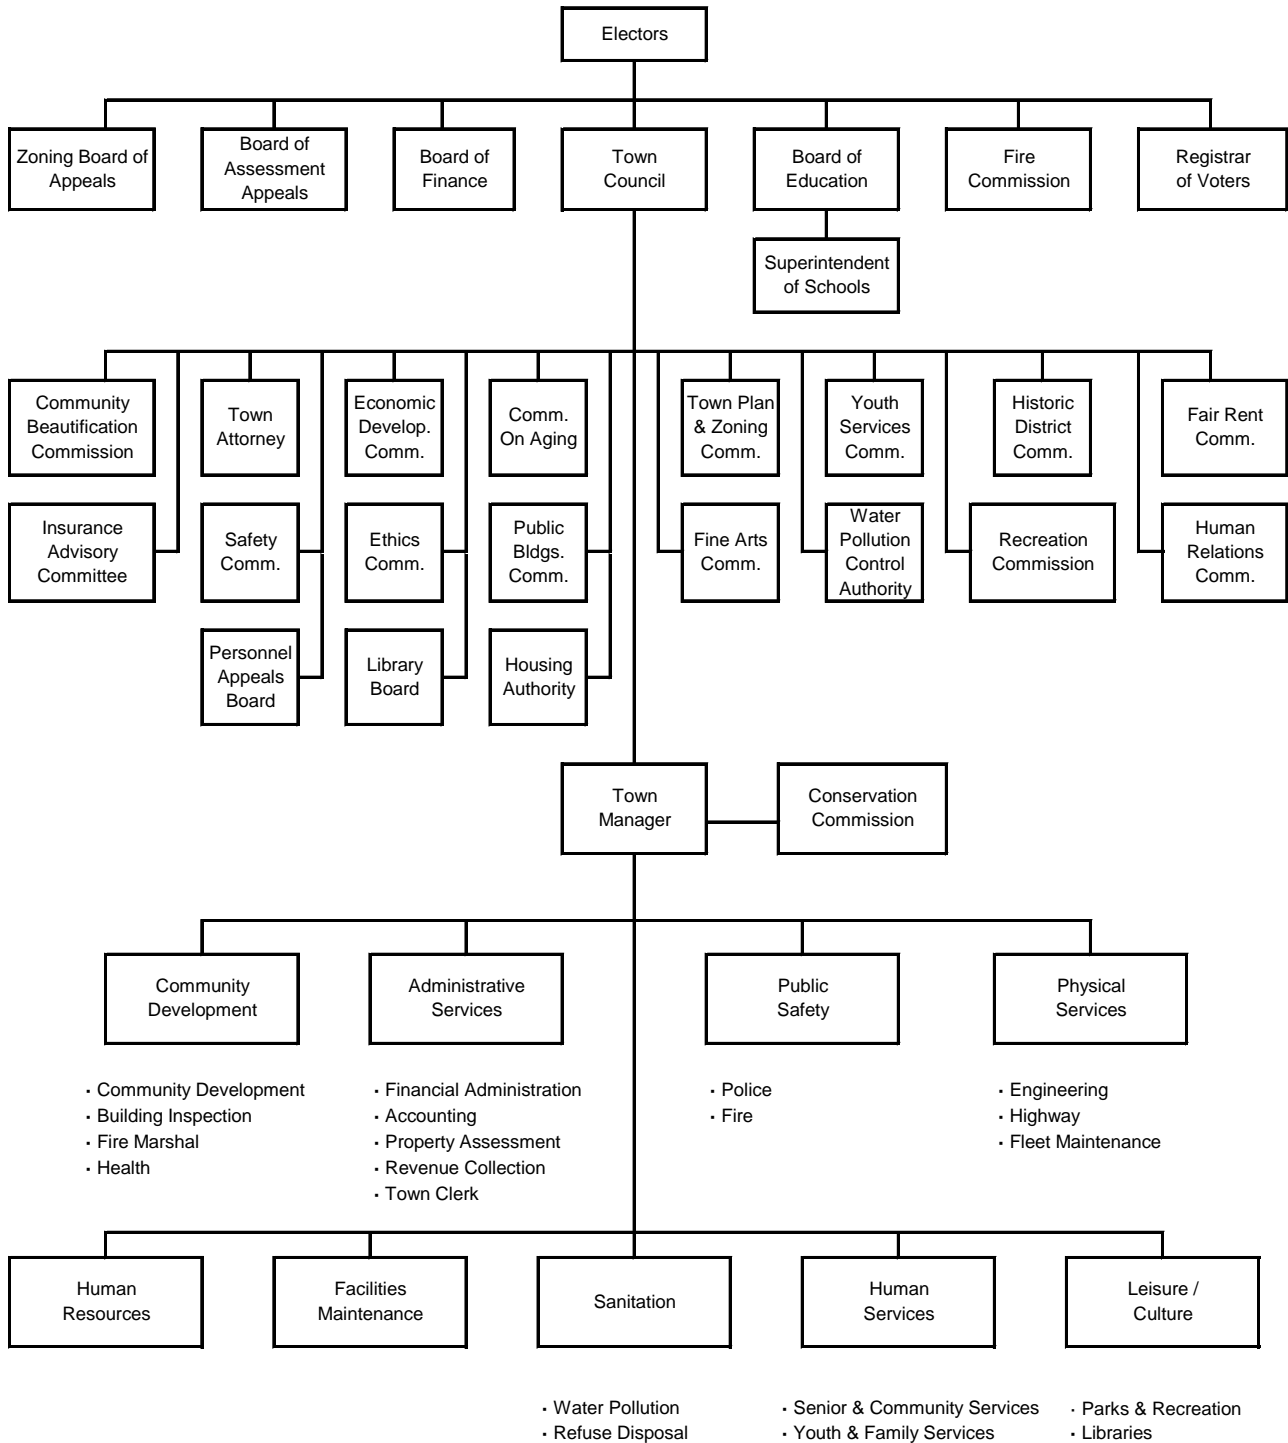 Electors
Zoning Board of
Appeals
Board of
Assessment
Appeals
Board of
Finance
Town
Council
Board of
Education
Fire
Commission
Registrar
of Voters
Superintendent
of Schools
Community
Beautification
Commission
Town
Attorney
Economic
Develop.
Comm.
Comm.
On Aging
Town Plan
& Zoning
Comm.
Youth
Services
Comm.
Historic
District
Comm.
Fair Rent
Comm.
Insurance
Advisory
Committee
Safety
Comm.
Ethics
Comm.
Public
Bldgs.
Comm.
Fine Arts
Comm.
Water
Pollution
Control
Authority
Recreation
Commission
Human
Relations
Comm.
Personnel
Appeals
Board
Library
Board
Housing
Authority
Town
Manager
Conservation
Commission
Community
Development
Administrative
Services
Public
Safety
Physical
Services
· Community Development
· Building Inspection
· Fire Marshal
· Health
· Financial Administration
· Accounting
· Property Assessment
· Revenue Collection
· Town Clerk
· Police
· Fire
· Engineering
· Highway
· Fleet Maintenance
Human
Resources
Facilities
Maintenance
Sanitation
Human
Services
Leisure /
Culture
· Water Pollution
· Refuse Disposal
· Senior & Community Services
· Youth & Family Services
· Parks & Recreation
· Libraries